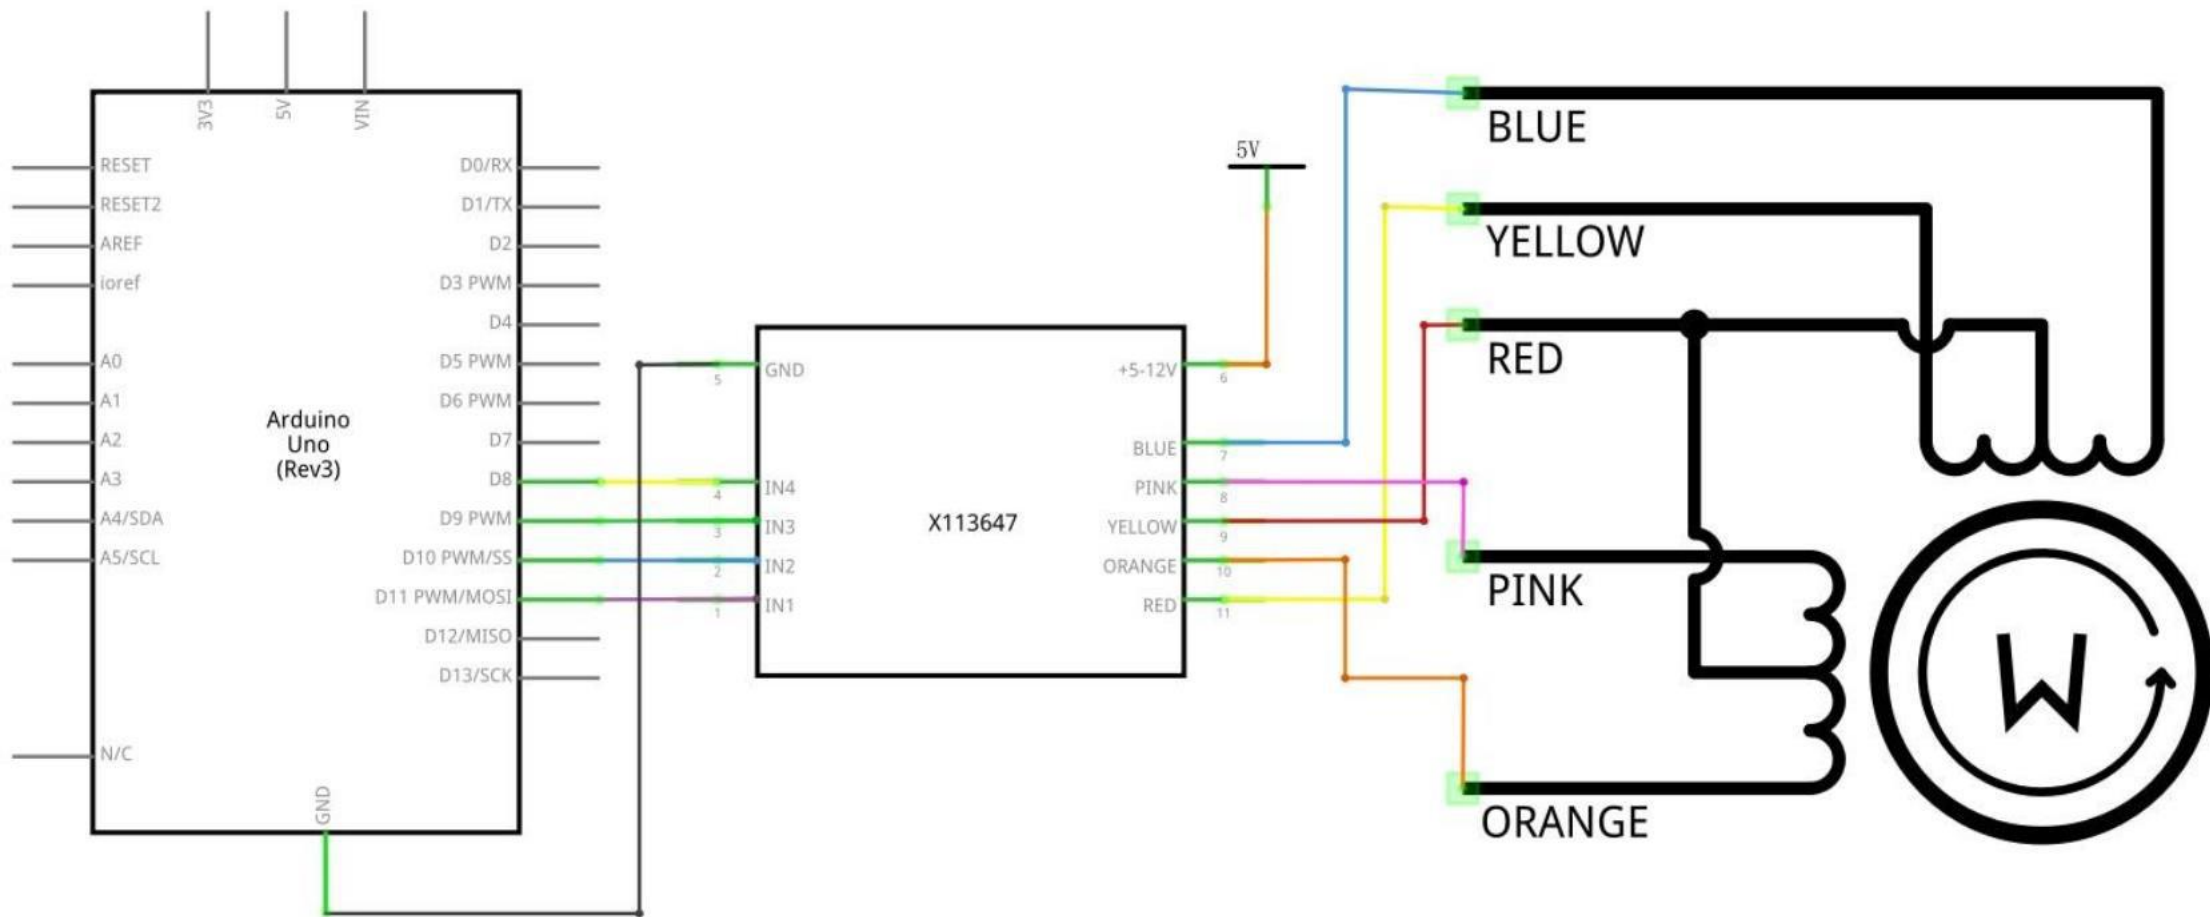 3V3
5V
VIN
RESET
RESET2
AREF
ioref
A0
A1
A2
A3
A4/SDA
A5/SCL
N/C
Arduino
Uno
(Rev3)
D0/RX
D1/TX
D2
D3 PWM
D4
D5 PWM
D6 PWM
D7
D8
D9 PWM
D10 PWM/SS
D11 PWM/MOSI
D12/MISO
D13/SCK
GND
5
4
3
2
1
GND
IN4
IN3
IN2
IN1
X113647
+5-12V
BLUE
PINK
YELLOW
ORANGE
RED
6
7
8
9
10
11
5V
BLUE
YELLOW
RED
PINK
ORANGE
M